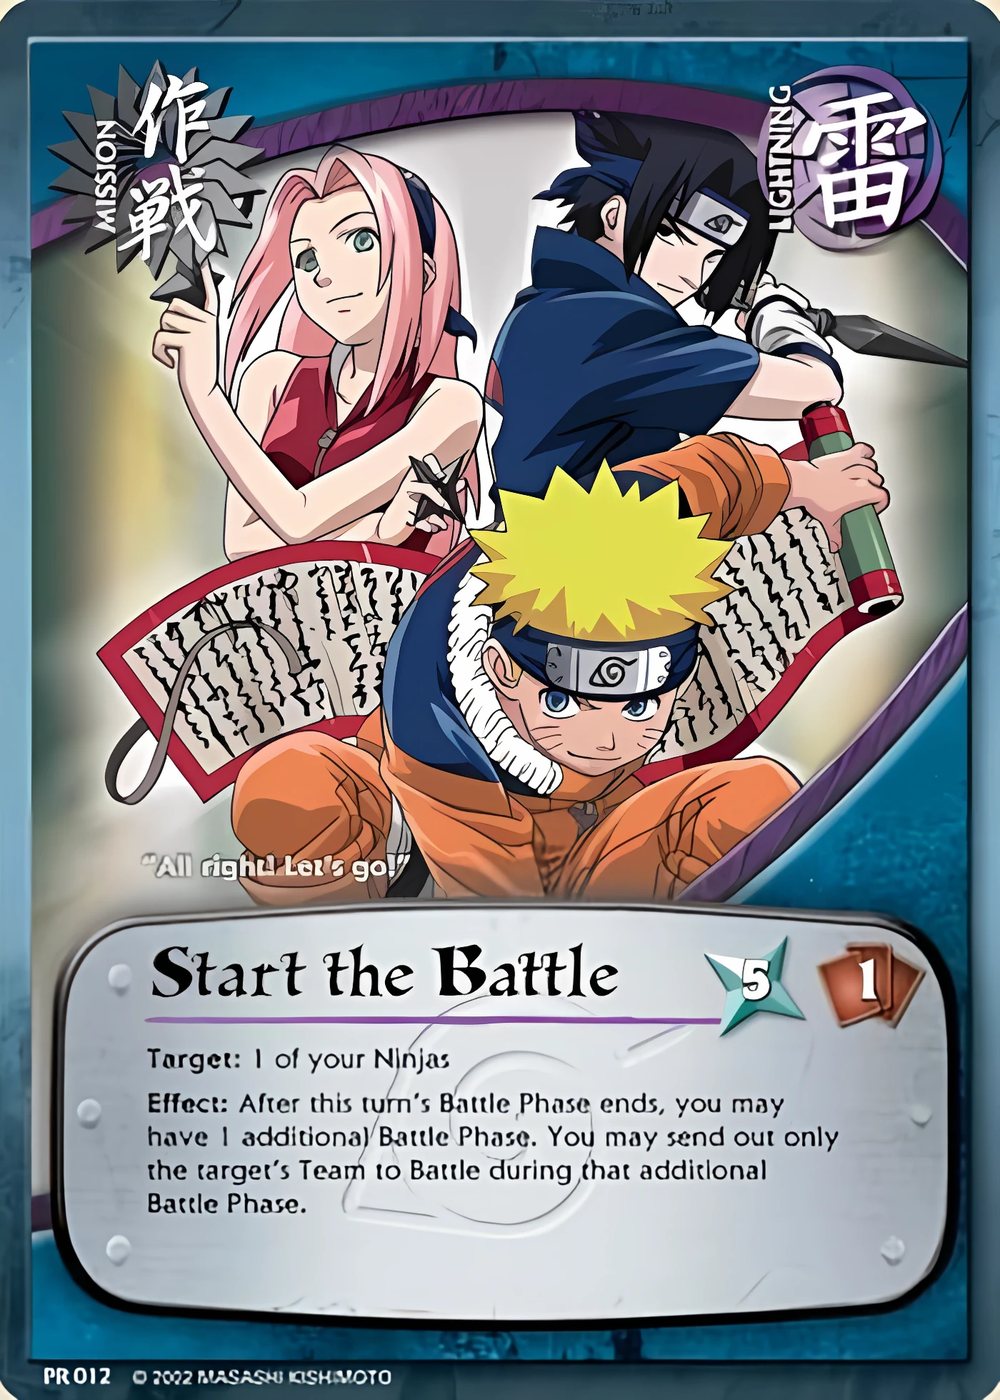 作戦
MISSION
雷
LIGHTNING
"All right! Let's go!"
Start the Battle
5
1
Target: 1 of your Ninjas
Effect: After this turn's Battle Phase ends, you may
have 1 additional Battle Phase. You may send out only
the target's Team to Battle during that additional
Battle Phase.
PR 012 © 2002 MASASHI KISHIMOTO